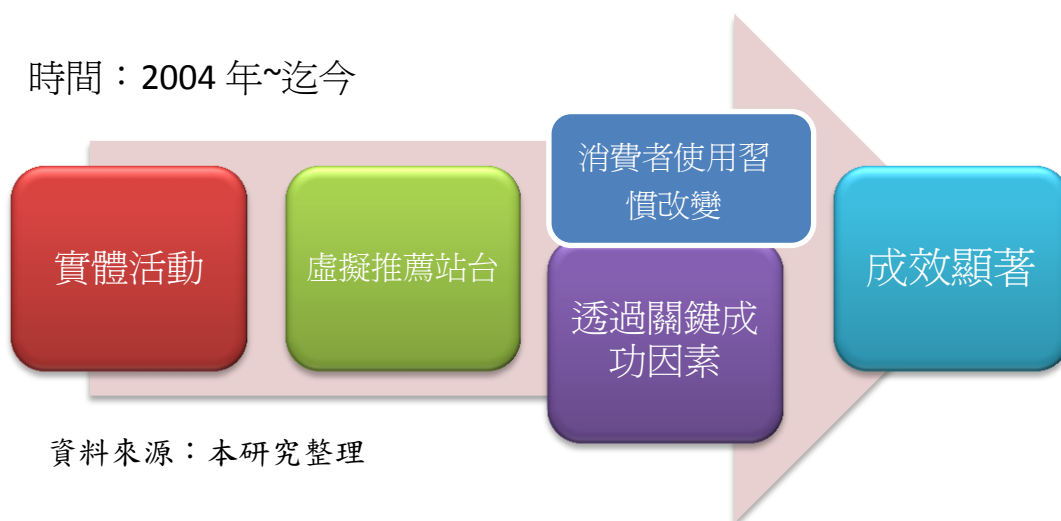 時間：2004 年~迄今
實體活動
虛擬推薦站台
消費者使用習
慣改變
透過關鍵成
功因素
成效顯著
資料來源：本研究整理